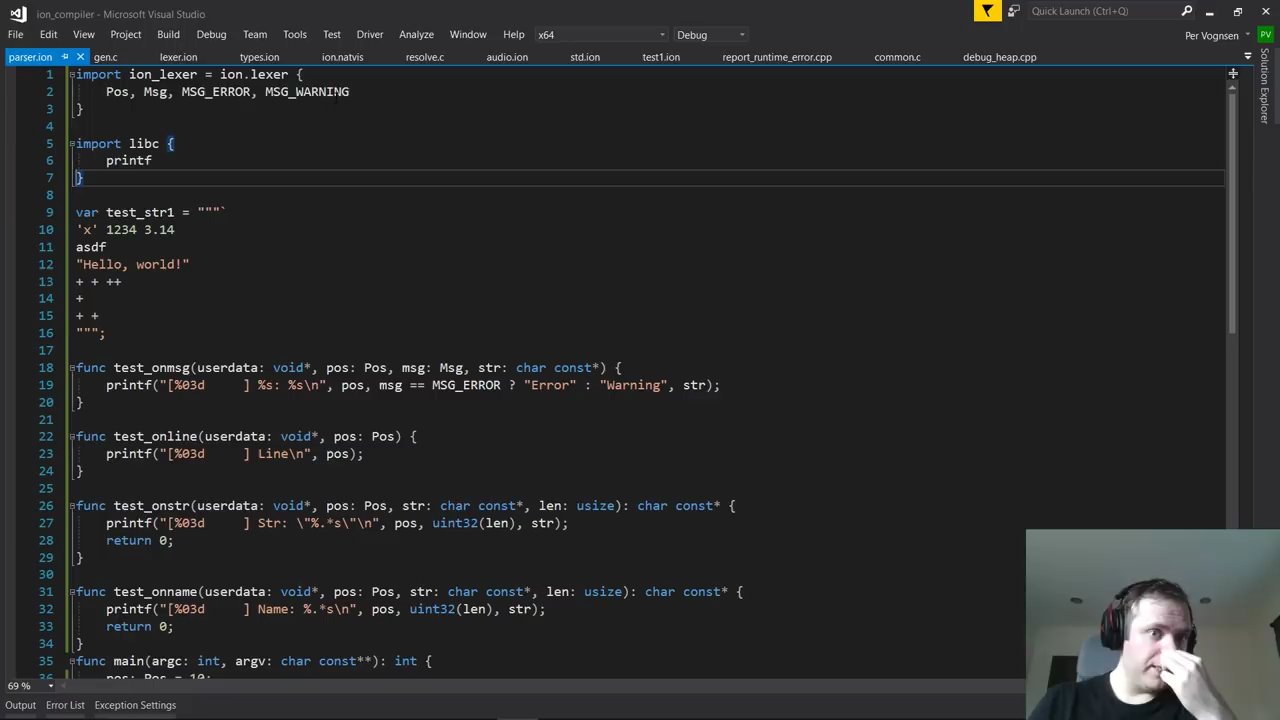 ion_compiler - Microsoft Visual Studio
Quick Launch (Ctrl+Q)
File Edit View Project Build Debug Team Tools Test Driver Analyze Window Help x64 Debug
Per Vognsen PV
parser.ion gen.c lexer.ion types.ion ion.natvis resolve.c audio.ion std.ion test1.ion report_runtime_error.cpp common.c debug_heap.cpp
Solution Explorer
1 import ion_lexer = ion.lexer {
2 Pos, Msg, MSG_ERROR, MSG_WARNING
3 }
4
5 import libc {
6 printf
7 }
8
9 var test_str1 = """`
10 'x' 1234 3.14
11 asdf
12 "Hello, world!"
13 + + ++
14 +
15 + +
16 """;
17
18 func test_onmsg(userdata: void*, pos: Pos, msg: Msg, str: char const*) {
19 printf("[%03d     ] %s: %s\n", pos, msg == MSG_ERROR ? "Error" : "Warning", str);
20 }
21
22 func test_online(userdata: void*, pos: Pos) {
23 printf("[%03d     ] Line\n", pos);
24 }
25
26 func test_onstr(userdata: void*, pos: Pos, str: char const*, len: usize): char const* {
27 printf("[%03d     ] Str: \"%.*s\"\n", pos, uint32(len), str);
28 return 0;
29 }
30
31 func test_onname(userdata: void*, pos: Pos, str: char const*, len: usize): char const* {
32 printf("[%03d     ] Name: %.*s\n", pos, uint32(len), str);
33 return 0;
34 }
35 func main(argc: int, argv: char const**): int {
36 pos: Pos = 10;
69 %
Output Error List Exception Settings